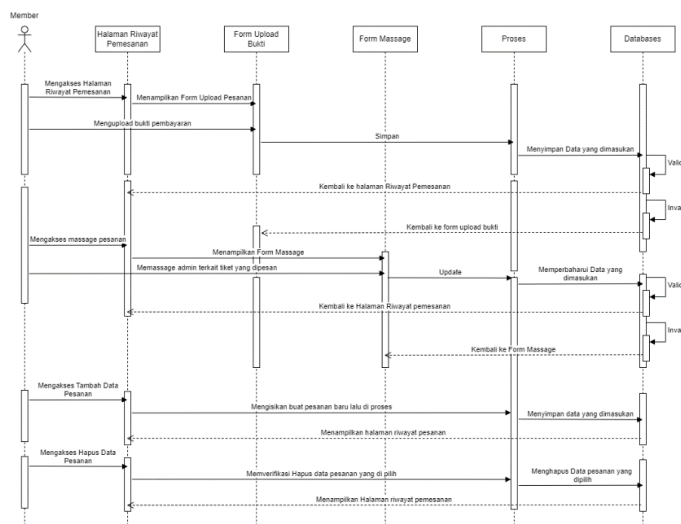 Member
Halaman Riwayat
Pemesanan
Form Upload
Bukti
Form Massage
Proses
Databases
Mengakses Halaman
Riwayat Pemesanan
Menampilkan Form Upload Pesanan
Mengupload bukti pembayaran
Simpan
Menyimpan Data yang dimasukan
Valid
Kembali ke halaman Riwayat Pemesanan
Inva
Kembali ke form upload bukti
Mengakses massage pesanan
Menampilkan Form Massage
Memassage admin terkait tiket yang dipesan
Update
Memperbaharui Data yang
dimasukan
Valid
Kembali ke Halaman Riwayat pemesanan
Inva
Kembali ke Form Massage
Mengakses Tambah Data
Pesanan
Mengisikan buat pesanan baru lalu di proses
Menyimpan data yang dimasukan
Menampilkan halaman riwayat pesanan
Mengakses Hapus Data
Pesanan
Memverifikasi Hapus data pesanan yang di pilih
Menghapus Data pesanan yang
dipilih
Menampilkan Halaman riwayat pemesanan